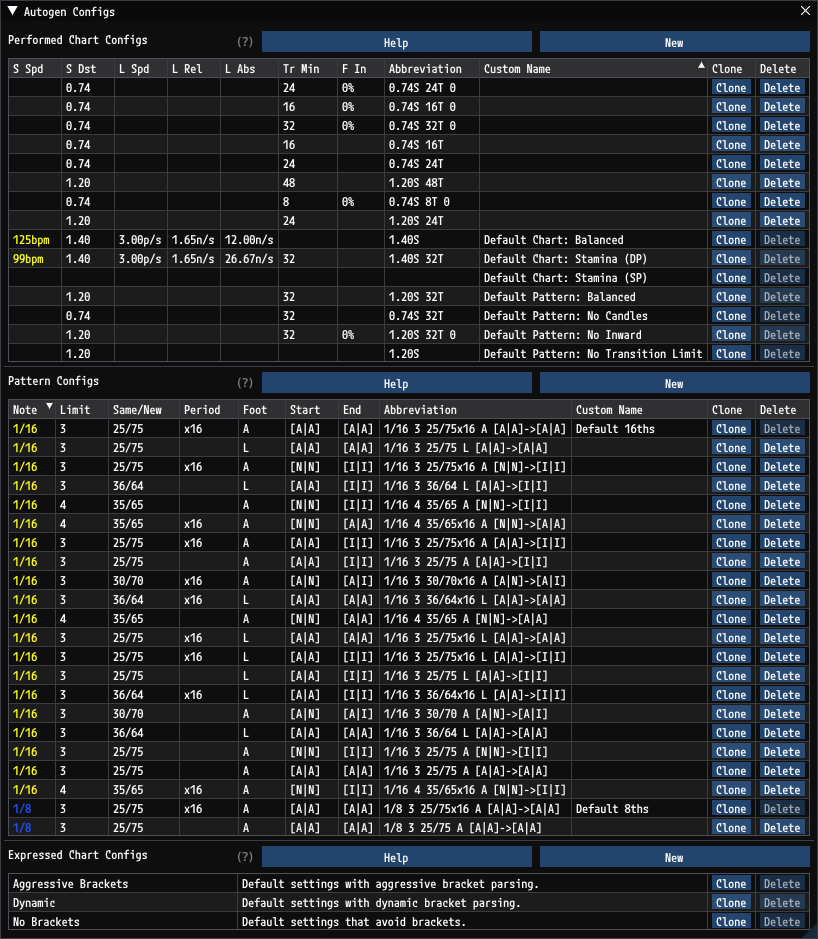 Autogen Configs
Performed Chart Configs (?) Help New
S Spd S Dst L Spd L Rel L Abs Tr Min F In Abbreviation Custom Name Clone Delete
0.74 24 0% 0.74S 24T 0 Clone Delete
0.74 16 0% 0.74S 16T 0 Clone Delete
0.74 32 0% 0.74S 32T 0 Clone Delete
0.74 16 0.74S 16T Clone Delete
0.74 24 0.74S 24T Clone Delete
1.20 48 1.20S 48T Clone Delete
0.74 8 0% 0.74S 8T 0 Clone Delete
1.20 24 1.20S 24T Clone Delete
125bpm 1.40 3.00p/s 1.65n/s 12.00n/s 1.40S Default Chart: Balanced Clone Delete
99bpm 1.40 3.00p/s 1.65n/s 26.67n/s 32 1.40S 32T Default Chart: Stamina (DP) Clone Delete
Default Chart: Stamina (SP) Clone Delete
1.20 32 1.20S 32T Default Pattern: Balanced Clone Delete
0.74 32 0.74S 32T Default Pattern: No Candles Clone Delete
1.20 32 0% 1.20S 32T 0 Default Pattern: No Inward Clone Delete
1.20 1.20S Default Pattern: No Transition Limit Clone Delete
Pattern Configs (?) Help New
Note Limit Same/New Period Foot Start End Abbreviation Custom Name Clone Delete
1/16 3 25/75 x16 A [A|A] [A|A] 1/16 3 25/75x16 A [A|A]->[A|A] Default 16ths Clone Delete
1/16 3 25/75 L [A|A] [A|A] 1/16 3 25/75 L [A|A]->[A|A] Clone Delete
1/16 3 25/75 x16 A [N|N] [I|I] 1/16 3 25/75x16 A [N|N]->[I|I] Clone Delete
1/16 3 36/64 L [A|A] [I|I] 1/16 3 36/64 L [A|A]->[I|I] Clone Delete
1/16 4 35/65 A [N|N] [I|I] 1/16 4 35/65 A [N|N]->[I|I] Clone Delete
1/16 4 35/65 x16 A [N|N] [A|A] 1/16 4 35/65x16 A [N|N]->[A|A] Clone Delete
1/16 3 25/75 x16 A [A|A] [I|I] 1/16 3 25/75x16 A [A|A]->[I|I] Clone Delete
1/16 3 25/75 A [A|A] [I|I] 1/16 3 25/75 A [A|A]->[I|I] Clone Delete
1/16 3 30/70 x16 A [A|N] [A|I] 1/16 3 30/70x16 A [A|N]->[A|I] Clone Delete
1/16 3 36/64 x16 L [A|A] [A|A] 1/16 3 36/64x16 L [A|A]->[A|A] Clone Delete
1/16 4 35/65 A [N|N] [A|A] 1/16 4 35/65 A [N|N]->[A|A] Clone Delete
1/16 3 25/75 x16 L [A|A] [A|A] 1/16 3 25/75x16 L [A|A]->[A|A] Clone Delete
1/16 3 25/75 x16 L [A|A] [I|I] 1/16 3 25/75x16 L [A|A]->[I|I] Clone Delete
1/16 3 25/75 L [A|A] [I|I] 1/16 3 25/75 L [A|A]->[I|I] Clone Delete
1/16 3 36/64 x16 L [A|A] [I|I] 1/16 3 36/64x16 L [A|A]->[I|I] Clone Delete
1/16 3 30/70 A [A|N] [A|I] 1/16 3 30/70 A [A|N]->[A|I] Clone Delete
1/16 3 36/64 L [A|A] [A|A] 1/16 3 36/64 L [A|A]->[A|A] Clone Delete
1/16 3 25/75 A [N|N] [I|I] 1/16 3 25/75 A [N|N]->[I|I] Clone Delete
1/16 3 25/75 A [A|A] [A|A] 1/16 3 25/75 A [A|A]->[A|A] Clone Delete
1/16 4 35/65 x16 A [N|N] [I|I] 1/16 4 35/65x16 A [N|N]->[I|I] Clone Delete
1/8 3 25/75 x16 A [A|A] [A|A] 1/8 3 25/75x16 A [A|A]->[A|A] Default 8ths Clone Delete
1/8 3 25/75 A [A|A] [A|A] 1/8 3 25/75 A [A|A]->[A|A] Clone Delete
Expressed Chart Configs (?) Help New
Aggressive Brackets Default settings with aggressive bracket parsing. Clone Delete
Dynamic Default settings with dynamic bracket parsing. Clone Delete
No Brackets Default settings that avoid brackets. Clone Delete